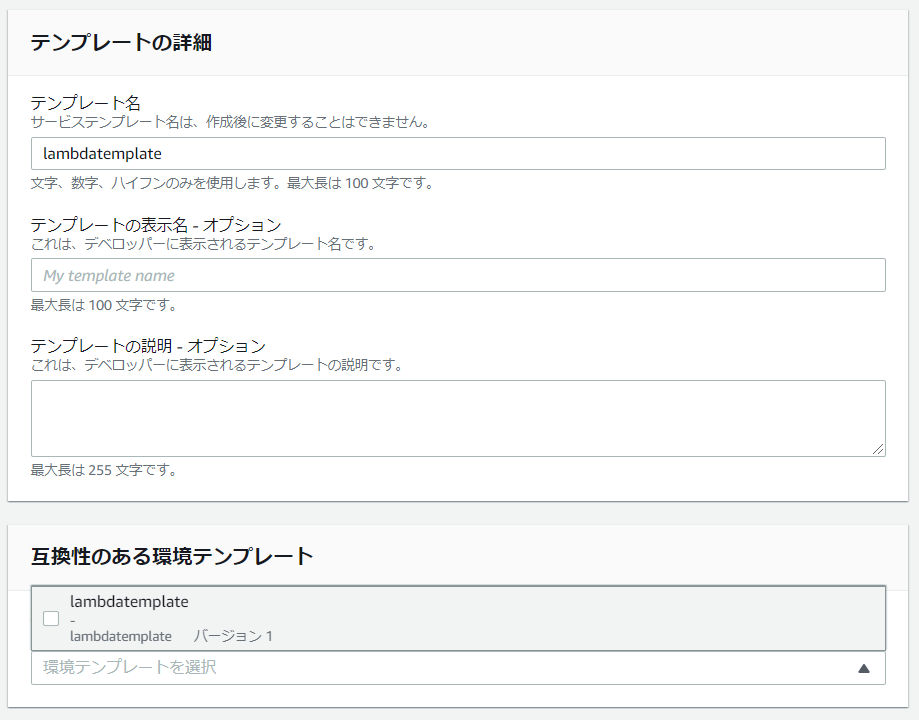 テンプレートの詳細
テンプレート名
サービステンプレート名は、作成後に変更することはできません。
lambdatemplate
文字、数字、ハイフンのみを使用します。最大長は 100 文字です。
テンプレートの表示名 - オプション
これは、デベロッパーに表示されるテンプレート名です。
My template name
最大長は 100 文字です。
テンプレートの説明 - オプション
これは、デベロッパーに表示されるテンプレートの説明です。
最大長は 255 文字です。
互換性のある環境テンプレート
lambdatemplate
-
lambdatemplate バージョン 1
環境テンプレートを選択